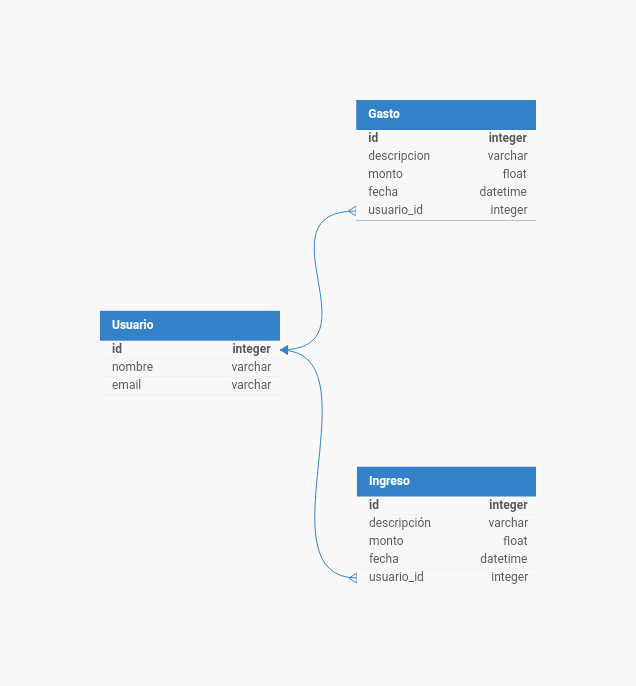 Gasto
id integer
descripcion varchar
monto float
fecha datetime
usuario_id integer
Usuario
id integer
nombre varchar
email varchar
Ingreso
id integer
descripción varchar
monto float
fecha datetime
usuario_id integer